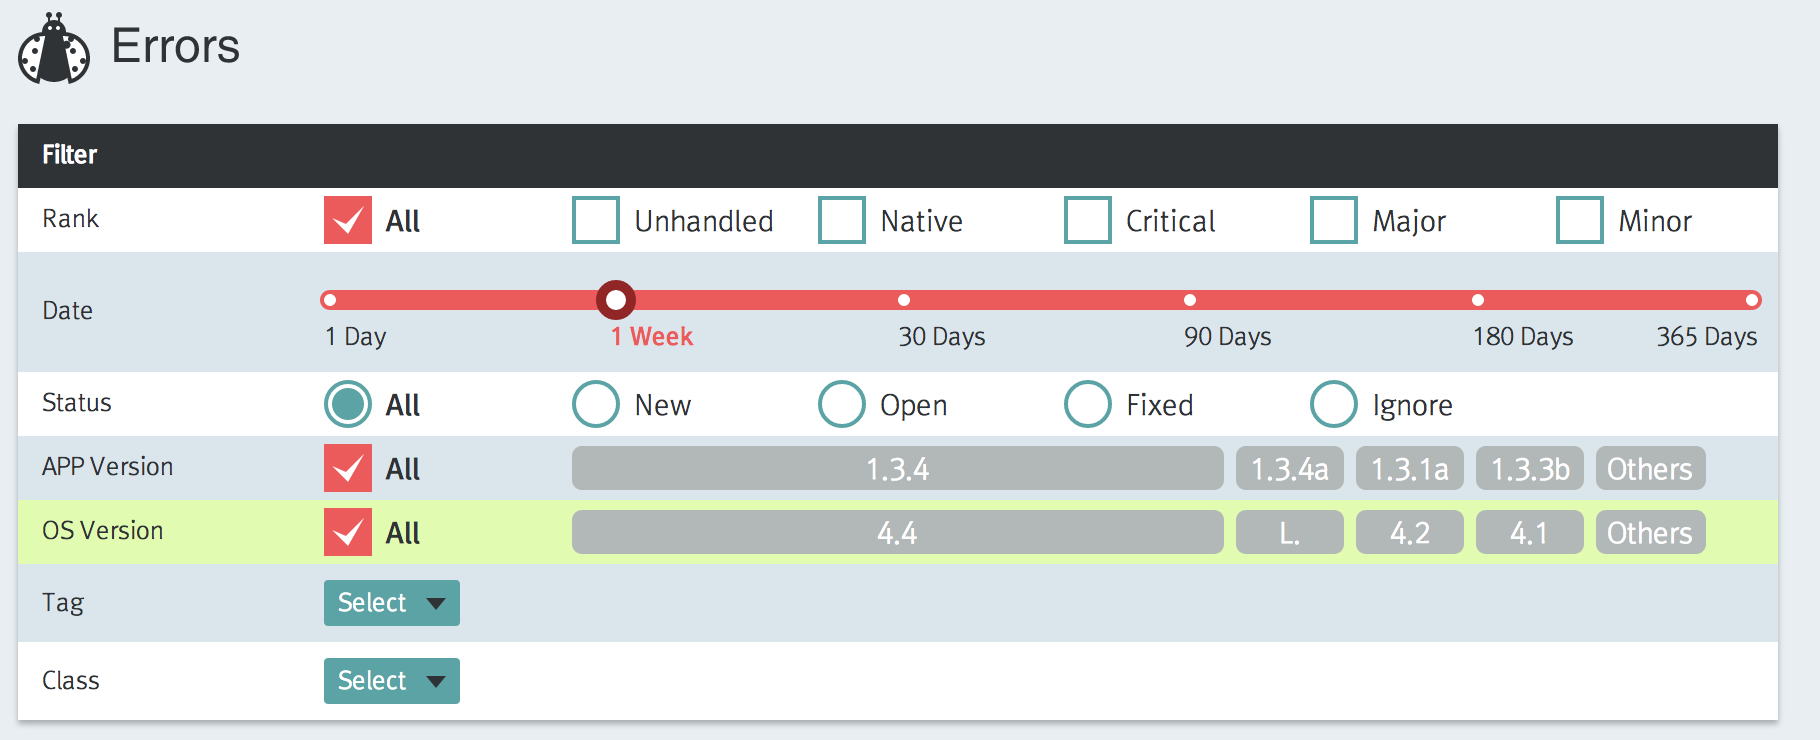 Errors
Filter
Rank All Unhandled Native Critical Major Minor
Date
1 Day 1 Week 30 Days 90 Days 180 Days 365 Days
Status All New Open Fixed Ignore
APP Version All 1.3.4 1.3.4a 1.3.1a 1.3.3b Others
OS Version All 4.4 L. 4.2 4.1 Others
Tag Select
Class Select